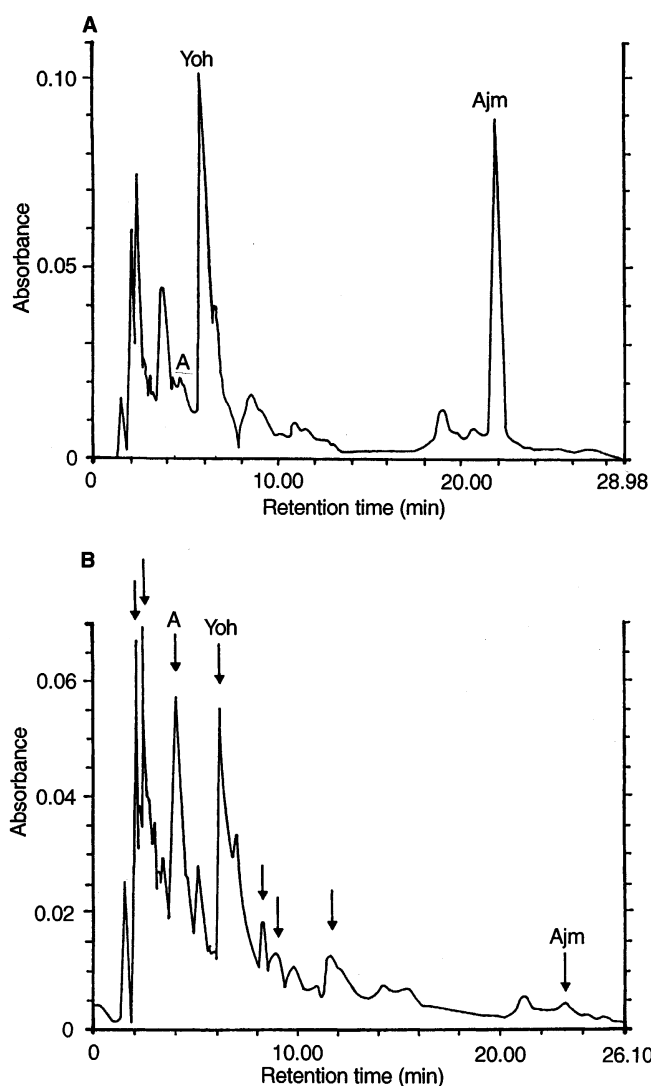 A
Yoh
Ajm
0.10
0.05
0
A
Absorbance
0 10.00 20.00 28.98
Retention time (min)
B
A
Yoh
Ajm
0.06
0.04
0.02
0
Absorbance
0 10.00 20.00 26.10
Retention time (min)